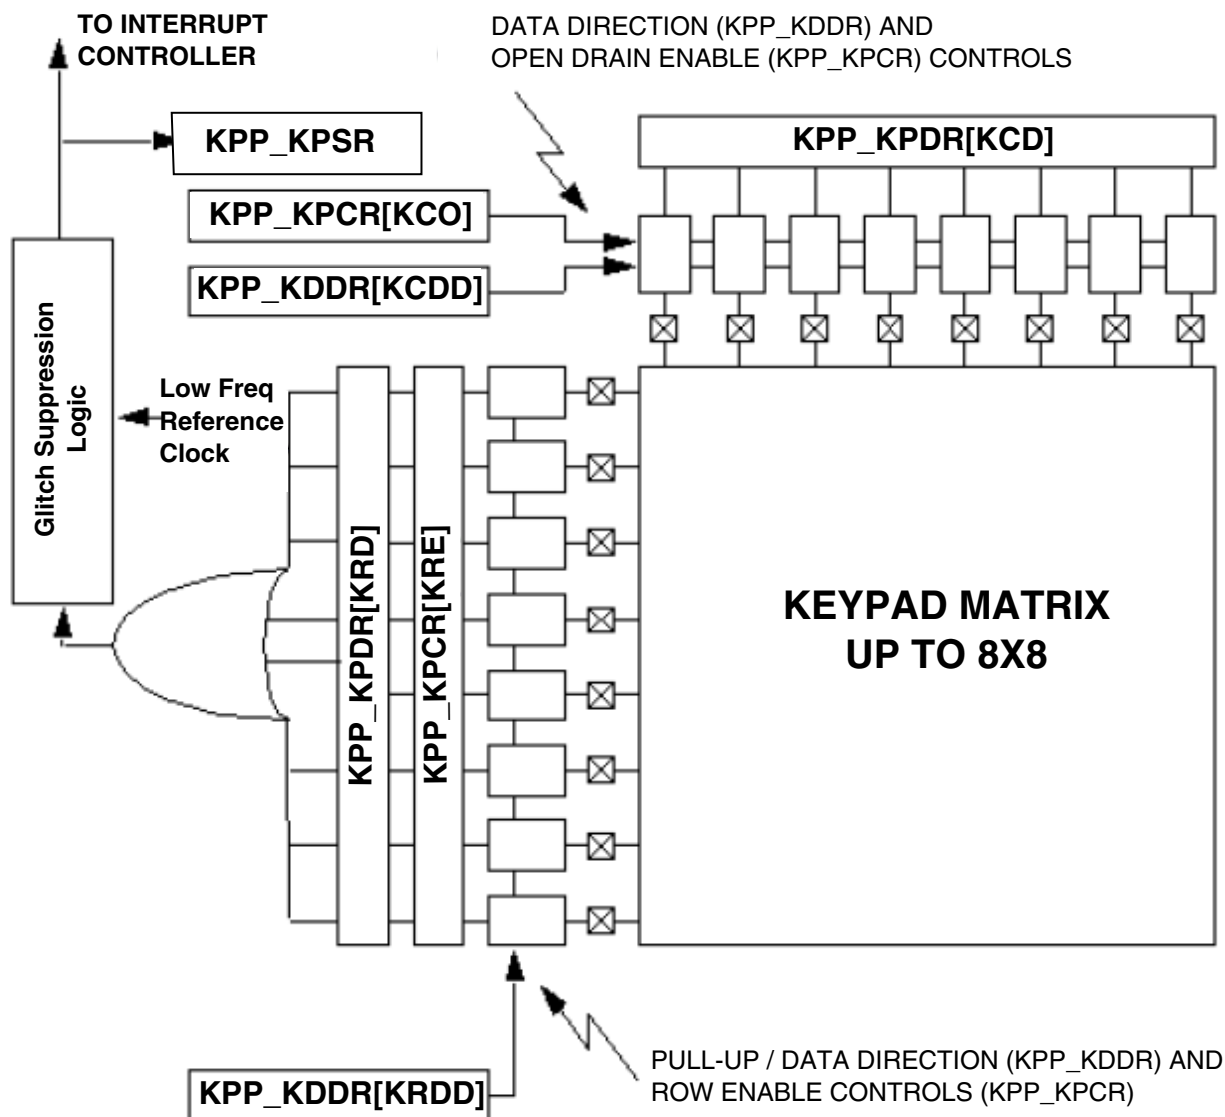 TO INTERRUPT
CONTROLLER
DATA DIRECTION (KPP_KDDR) AND
OPEN DRAIN ENABLE (KPP_KPCR) CONTROLS
KPP_KPSR
KPP_KPDR[KCD]
KPP_KPCR[KCO]
KPP_KDDR[KCDD]
Glitch Suppression
Logic
Low Freq
Reference
Clock
KPP_KPDR[KRD]
KPP_KPCR[KRE]
KEYPAD MATRIX
UP TO 8X8
KPP_KDDR[KRDD]
PULL-UP / DATA DIRECTION (KPP_KDDR) AND
ROW ENABLE CONTROLS (KPP_KPCR)